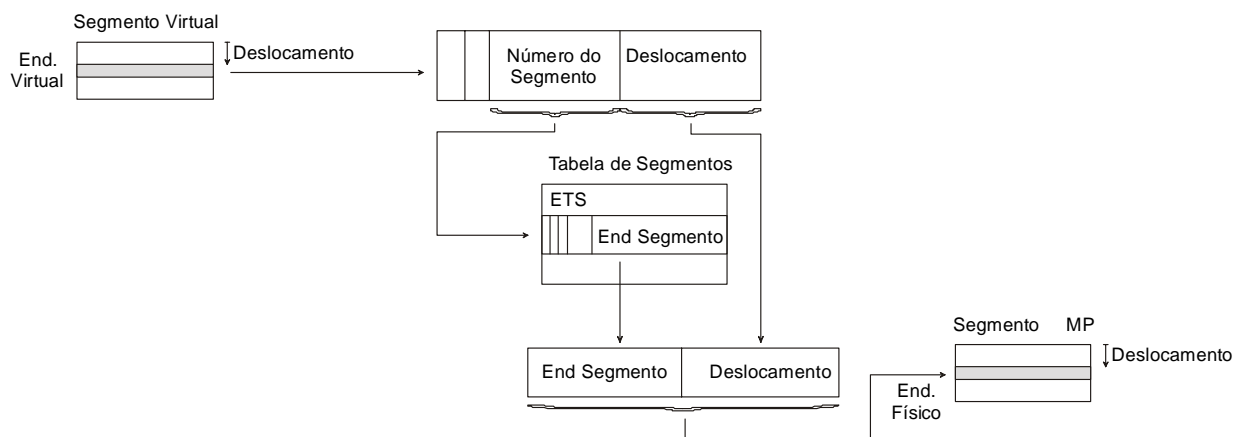 Segmento Virtual
Deslocamento
End.
Virtual
Número do
Segmento
Deslocamento
Tabela de Segmentos
ETS
End Segmento
End Segmento
Deslocamento
Segmento MP
Deslocamento
End.
Físico